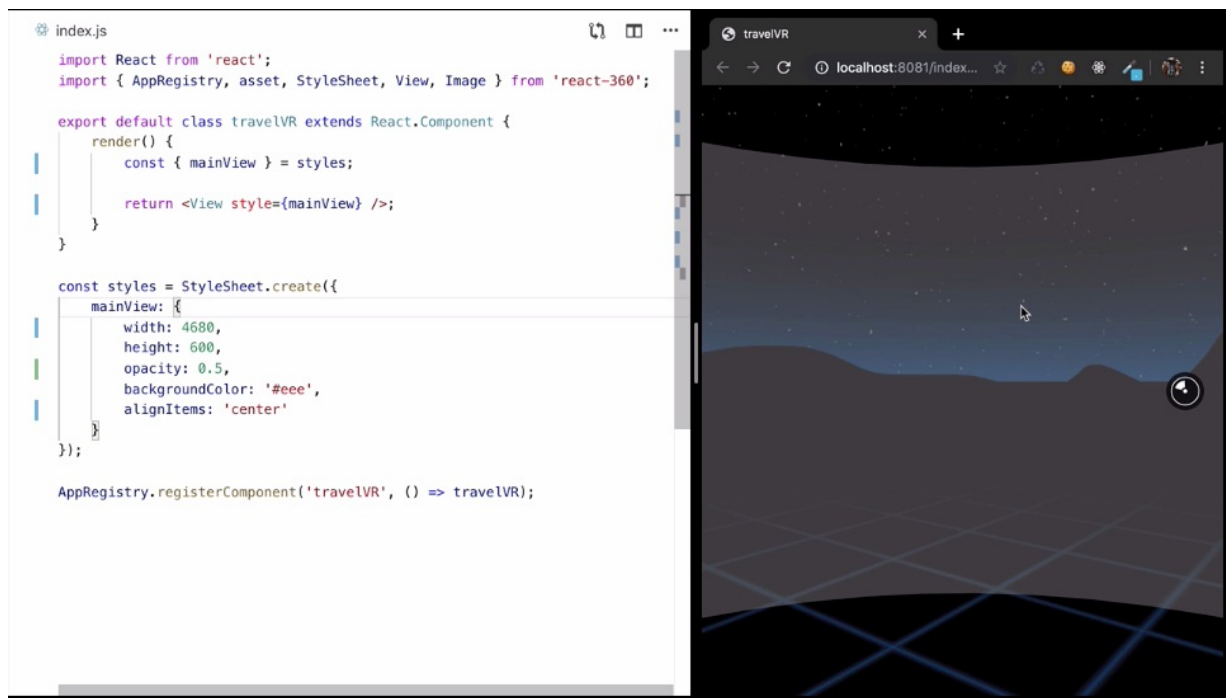 index.js
import React from 'react';
import { AppRegistry, asset, StyleSheet, View, Image } from 'react-360';
export default class travelVR extends React.Component {
render() {
const { mainView } = styles;
return <View style={mainView} />;
}
}
const styles = StyleSheet.create({
mainView: {
width: 4680,
height: 600,
opacity: 0.5,
backgroundColor: '#eee',
alignItems: 'center'
}
});
AppRegistry.registerComponent('travelVR', () => travelVR);
travelVR
localhost:8081/index...